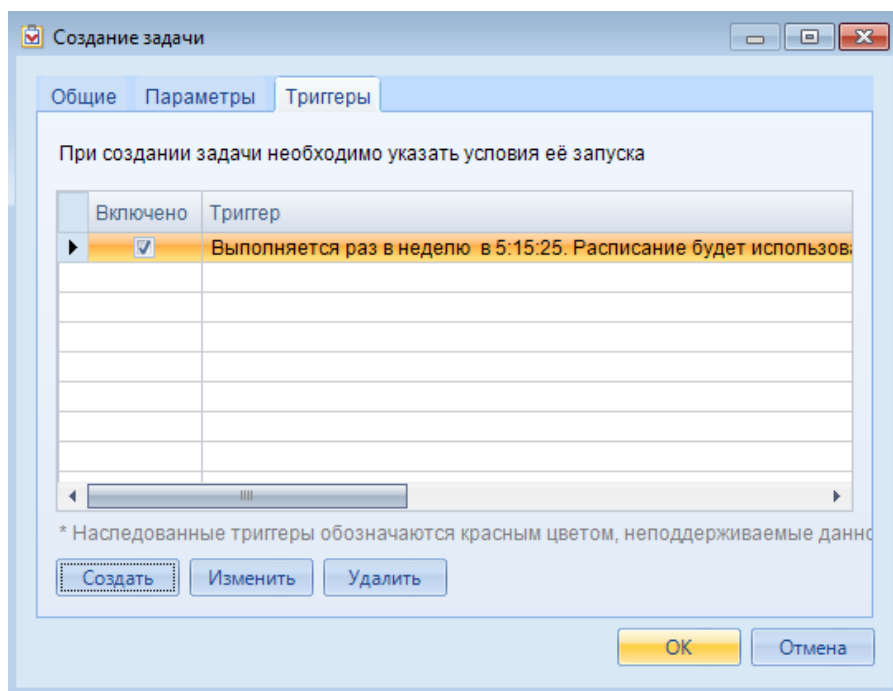 Создание задачи
Общие Параметры Триггеры
При создании задачи необходимо указать условия её запуска
Включено Триггер
Выполняется раз в неделю в 5:15:25. Расписание будет использова
* Наследованные триггеры обозначаются красным цветом, неподдерживаемые данно
Создать Изменить Удалить
ОК Отмена